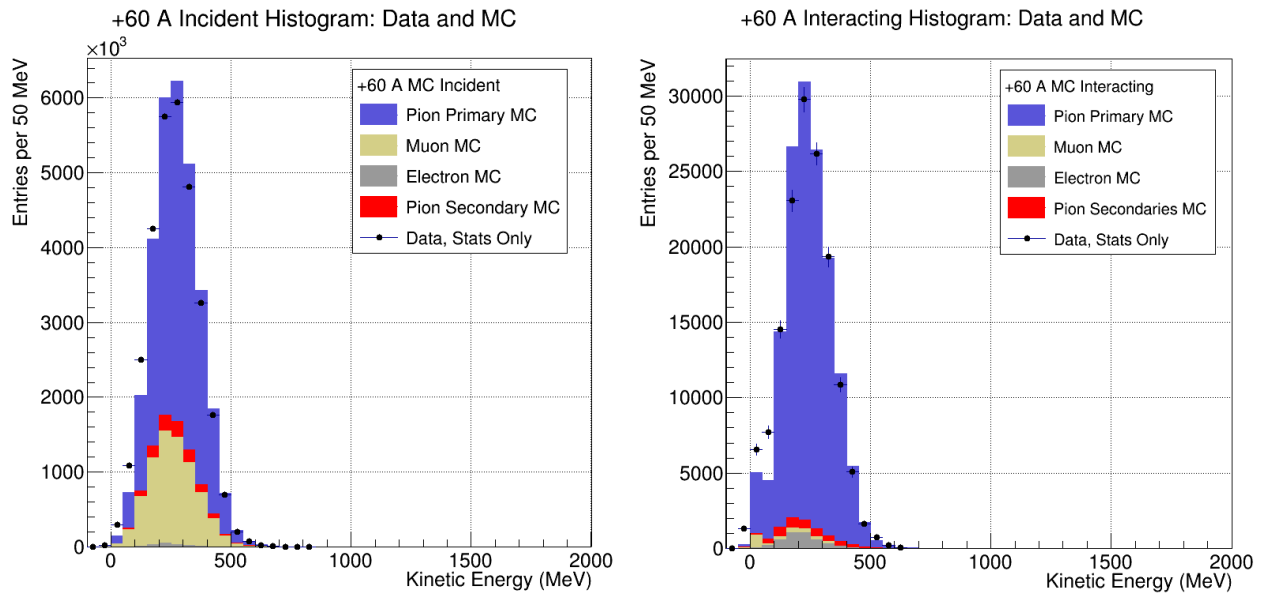 +60 A Incident Histogram: Data and MC
×10³
Entries per 50 MeV
6000
5000
4000
3000
2000
1000
0
+60 A MC Incident
Pion Primary MC
Muon MC
Electron MC
Pion Secondary MC
Data, Stats Only
0
500
1000
1500
2000
Kinetic Energy (MeV)
+60 A Interacting Histogram: Data and MC
Entries per 50 MeV
30000
25000
20000
15000
10000
5000
0
+60 A MC Interacting
Pion Primary MC
Muon MC
Electron MC
Pion Secondaries MC
Data, Stats Only
0
500
1000
1500
2000
Kinetic Energy (MeV)